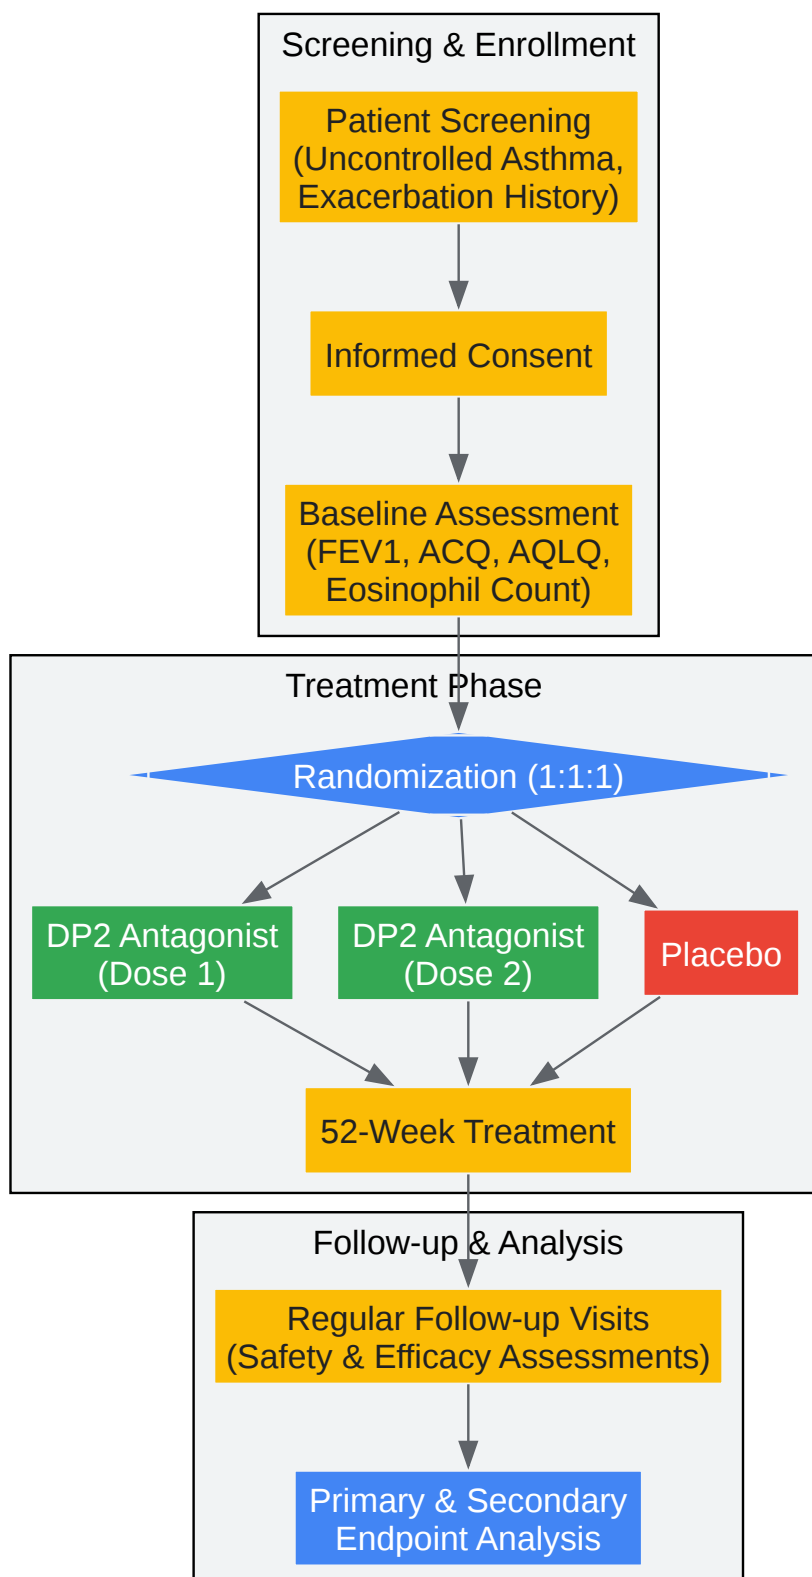 Screening & Enrollment
Patient Screening
(Uncontrolled Asthma,
Exacerbation History)
Informed Consent
Baseline Assessment
(FEV1, ACQ, AQLQ,
Eosinophil Count)
Treatment Phase
Randomization (1:1:1)
DP2 Antagonist
(Dose 1)
DP2 Antagonist
(Dose 2)
Placebo
52-Week Treatment
Follow-up & Analysis
Regular Follow-up Visits
(Safety & Efficacy Assessments)
Primary & Secondary
Endpoint Analysis